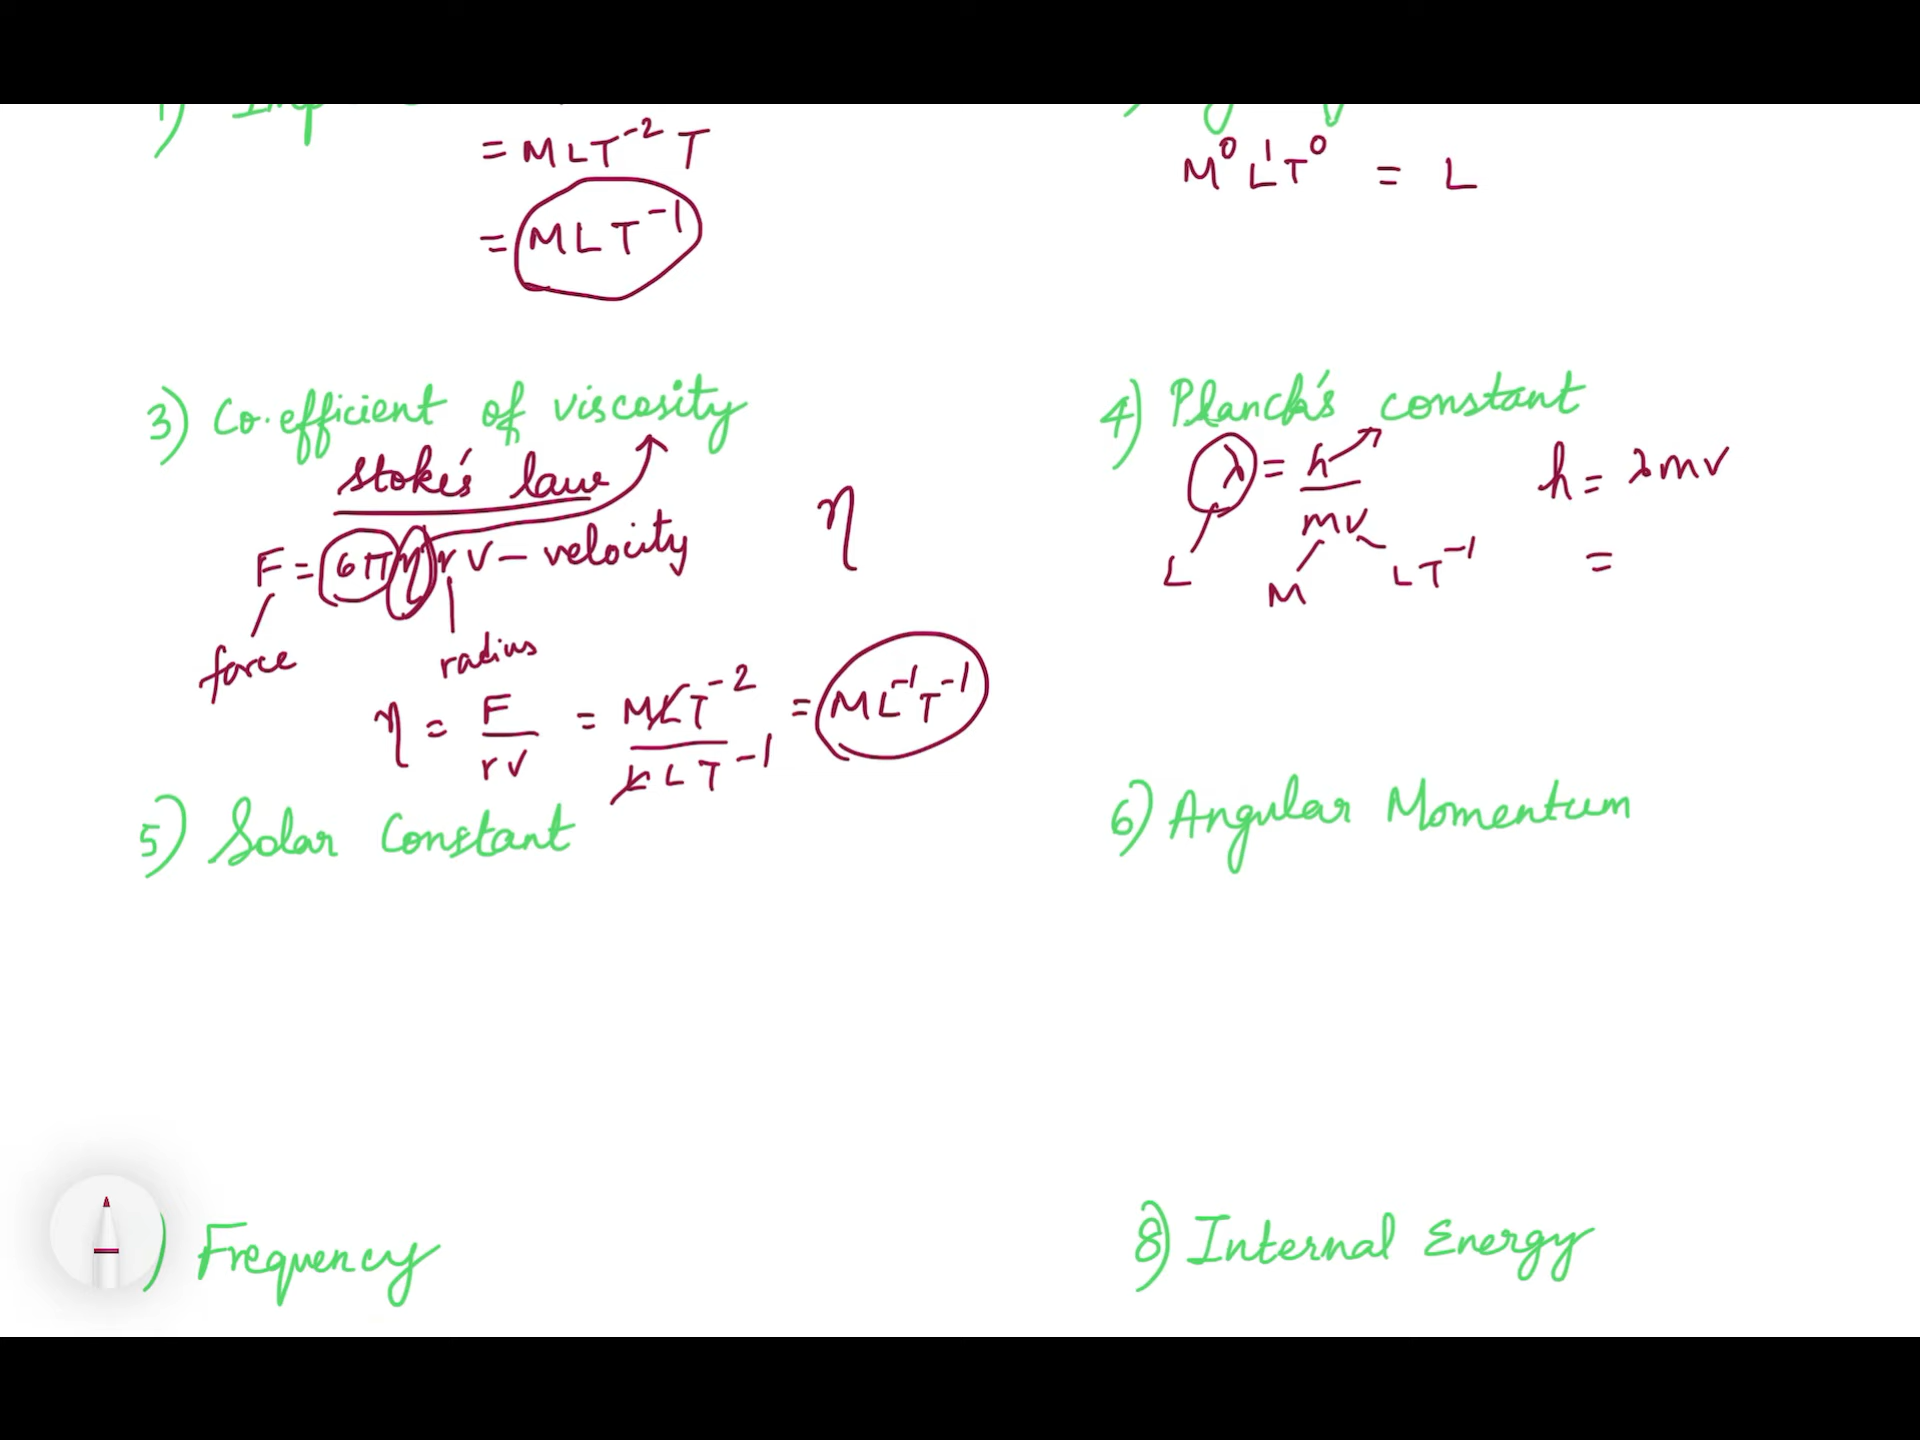 1)
= MLT⁻² T
= MLT⁻¹
M⁰L¹T⁰ = L
3) Co.efficient of viscosity
stoke's law
F = 6πηrv – velocity
η
force
radius
η = F/rv = MLT⁻²/L LT⁻¹ = ML⁻¹T⁻¹
4) Planck's constant
λ = h/mv
h = λmv
L
M
LT⁻¹
=
5) Solar Constant
6) Angular Momentum
) Frequency
8) Internal Energy